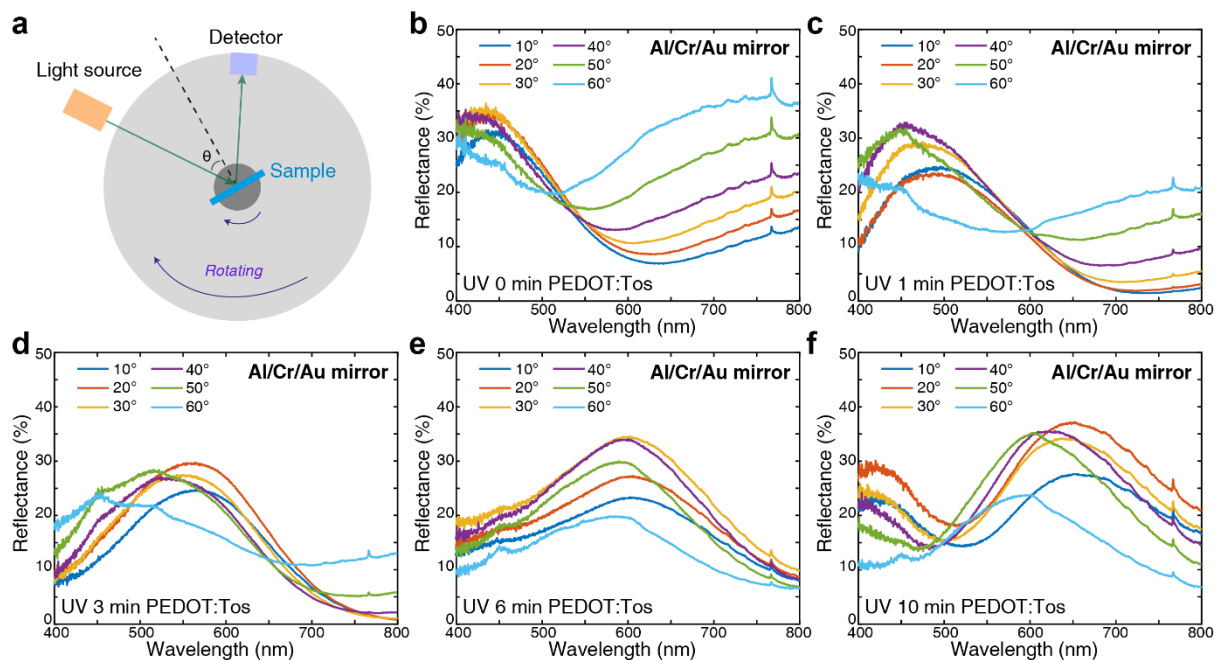 a
Detector
Light source
θ
Sample
Rotating
b
50
40
30
20
10
0
Reflectance (%)
10°
20°
30°
40°
50°
60°
Al/Cr/Au mirror
UV 0 min PEDOT:Tos
400 500 600 700 800
Wavelength (nm)
c
50
40
30
20
10
0
Reflectance (%)
10°
20°
30°
40°
50°
60°
Al/Cr/Au mirror
UV 1 min PEDOT:Tos
400 500 600 700 800
Wavelength (nm)
d
50
40
30
20
10
0
Reflectance (%)
10°
20°
30°
40°
50°
60°
Al/Cr/Au mirror
UV 3 min PEDOT:Tos
400 500 600 700 800
Wavelength (nm)
e
50
40
30
20
10
0
Reflectance (%)
10°
20°
30°
40°
50°
60°
Al/Cr/Au mirror
UV 6 min PEDOT:Tos
400 500 600 700 800
Wavelength (nm)
f
50
40
30
20
10
0
Reflectance (%)
10°
20°
30°
40°
50°
60°
Al/Cr/Au mirror
UV 10 min PEDOT:Tos
400 500 600 700 800
Wavelength (nm)